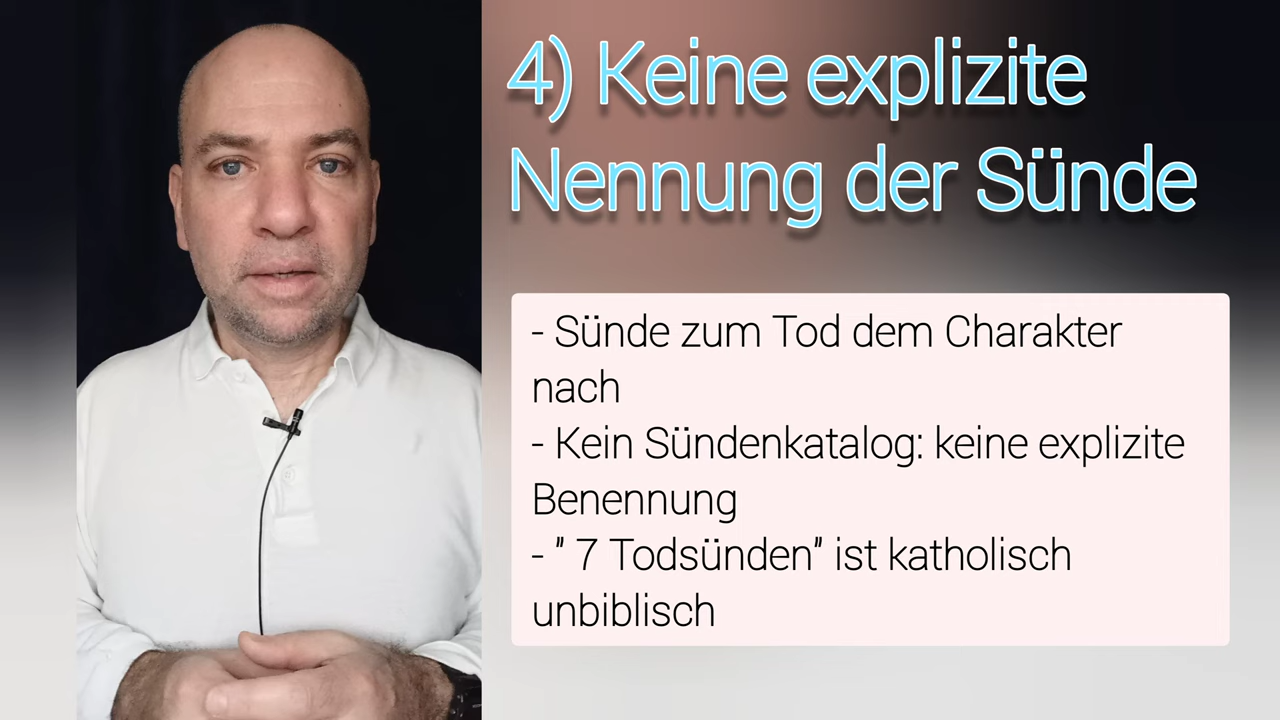 4) Keine explizite
Nennung der Sünde
- Sünde zum Tod dem Charakter
nach
- Kein Sündenkatalog: keine explizite
Benennung
- " 7 Todsünden" ist katholisch
unbiblisch